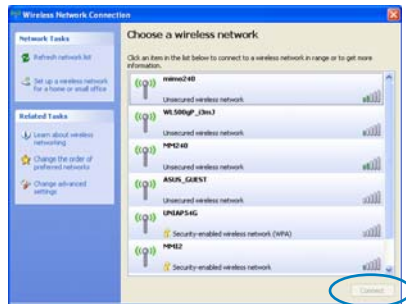 Wireless Network Connection
Network Tasks
Refresh network list
Set up a wireless network
for a home or small office
Related Tasks
Learn about wireless
networking
Change the order of
preferred networks
Change advanced
settings
Choose a wireless network
Click an item in the list below to connect to a wireless network in range or to get more
information.
mimo240
Unsecured wireless network
WL500gP_i3mJ
Unsecured wireless network
MM240
Unsecured wireless network
ASUS_GUEST
Unsecured wireless network
UNIAP54G
Security-enabled wireless network (WPA)
MMI2
Security-enabled wireless network
Connect